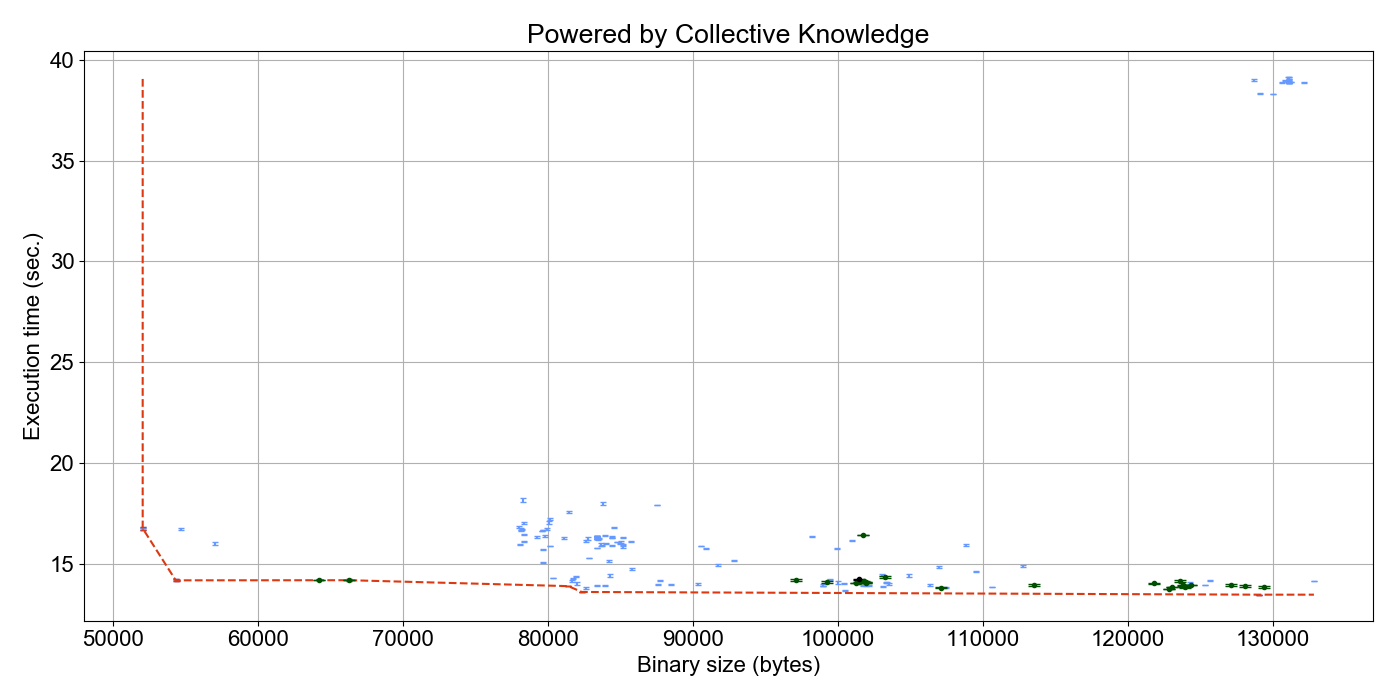 Powered by Collective Knowledge
40
35
30
25
20
15
Execution time (sec.)
50000 60000 70000 80000 90000 100000 110000 120000 130000
Binary size (bytes)